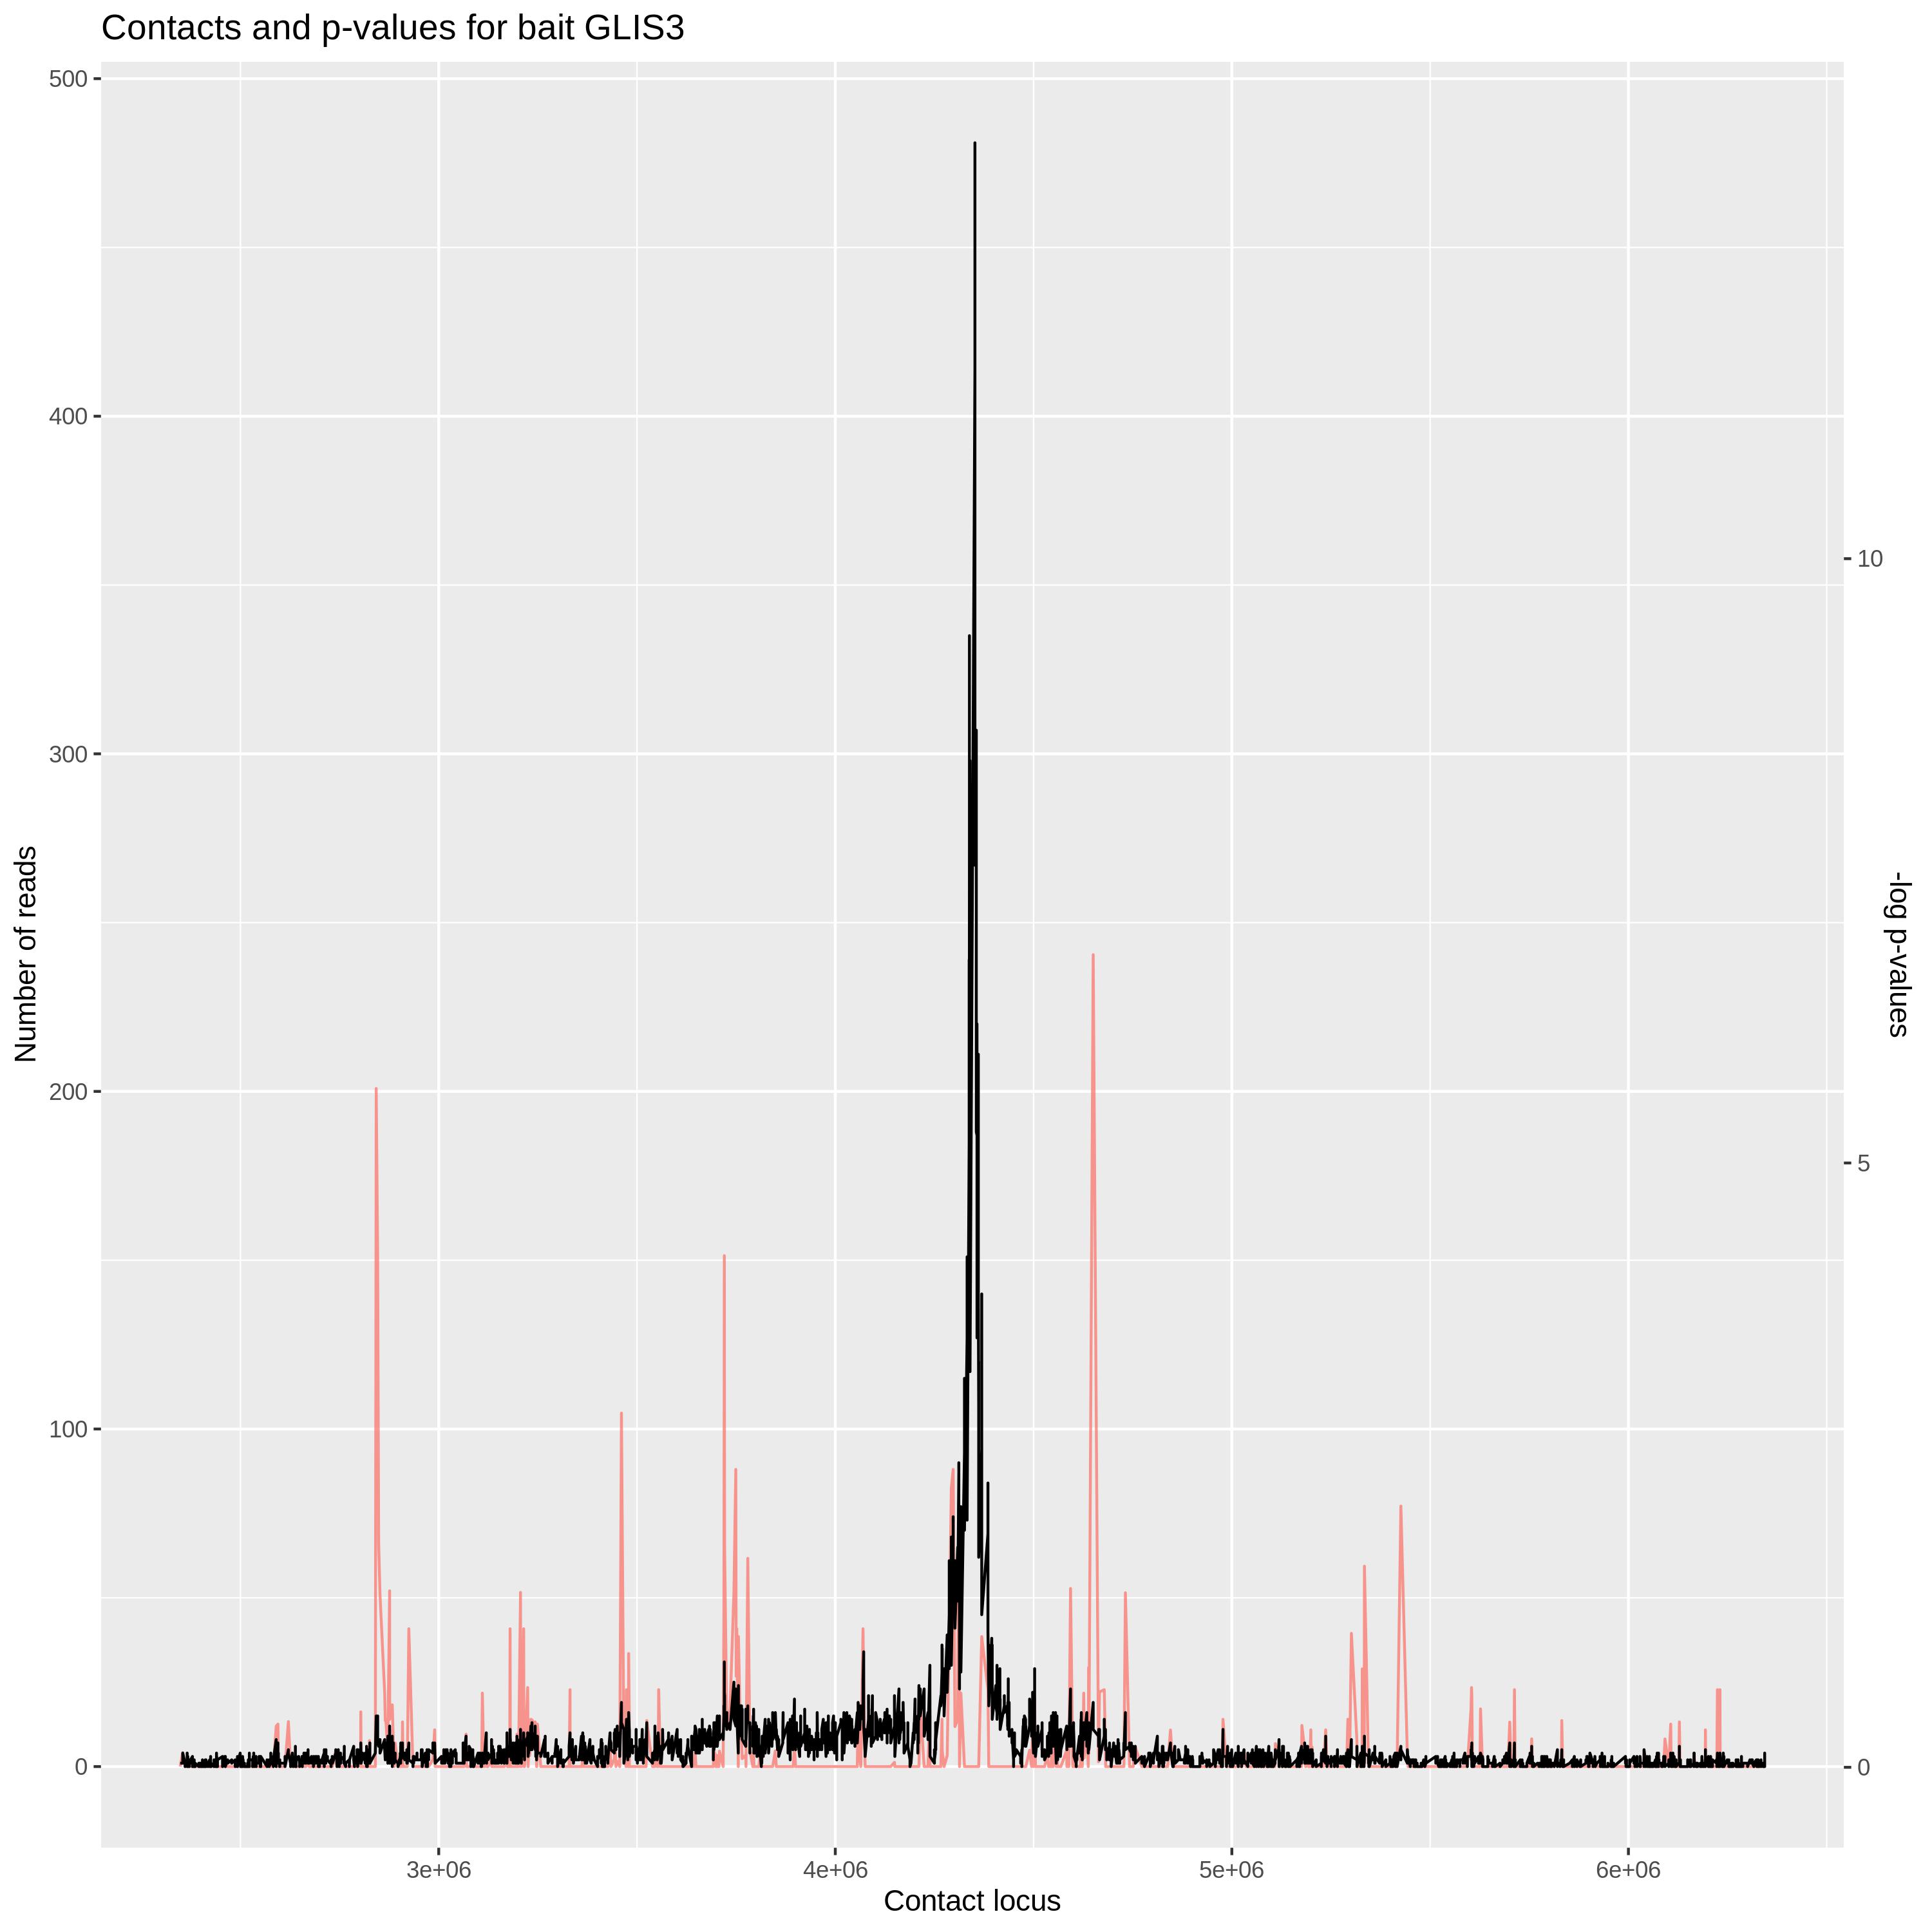 Contacts and p-values for bait GLIS3
500
400
300
200
100
0
Number of reads
10
5
0
-log p-values
3e+06
4e+06
5e+06
6e+06
Contact locus